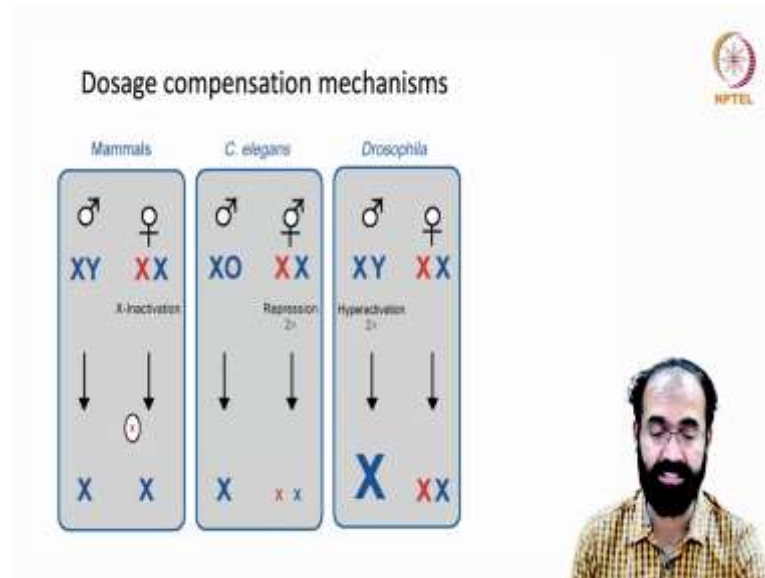 NPTEL
Dosage compensation mechanisms
Mammals C. elegans Drosophila
XY XX XO XX XY XX
X-Inactivation Repression Hyperactivation
2x 2x
X
X X X X X X XX